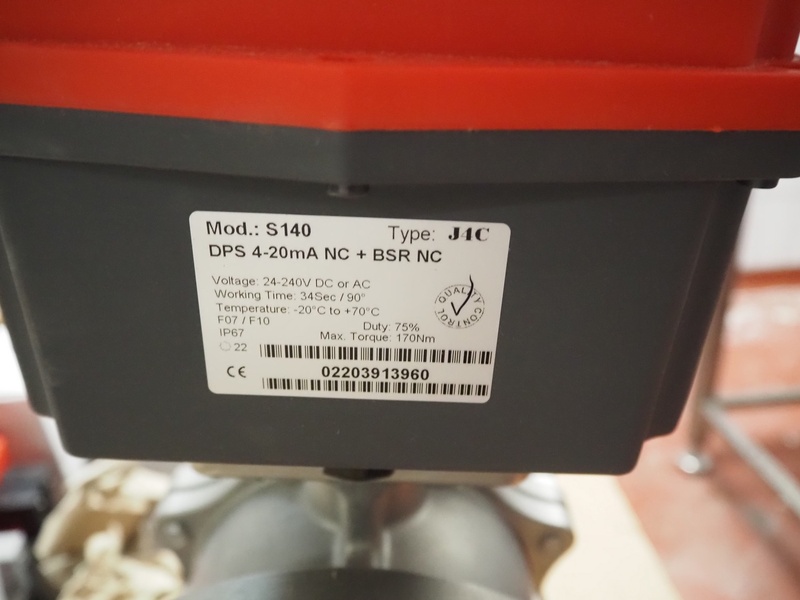 Mod.: S140 Type: J4C
DPS 4-20mA NC + BSR NC
Voltage: 24-240V DC or AC
Working Time: 34Sec / 90°
Temperature: -20°C to +70°C
F07 / F10 Duty: 75%
IP67 Max. Torque: 170Nm
22
CE 02203913960
QUALITY CONTROL